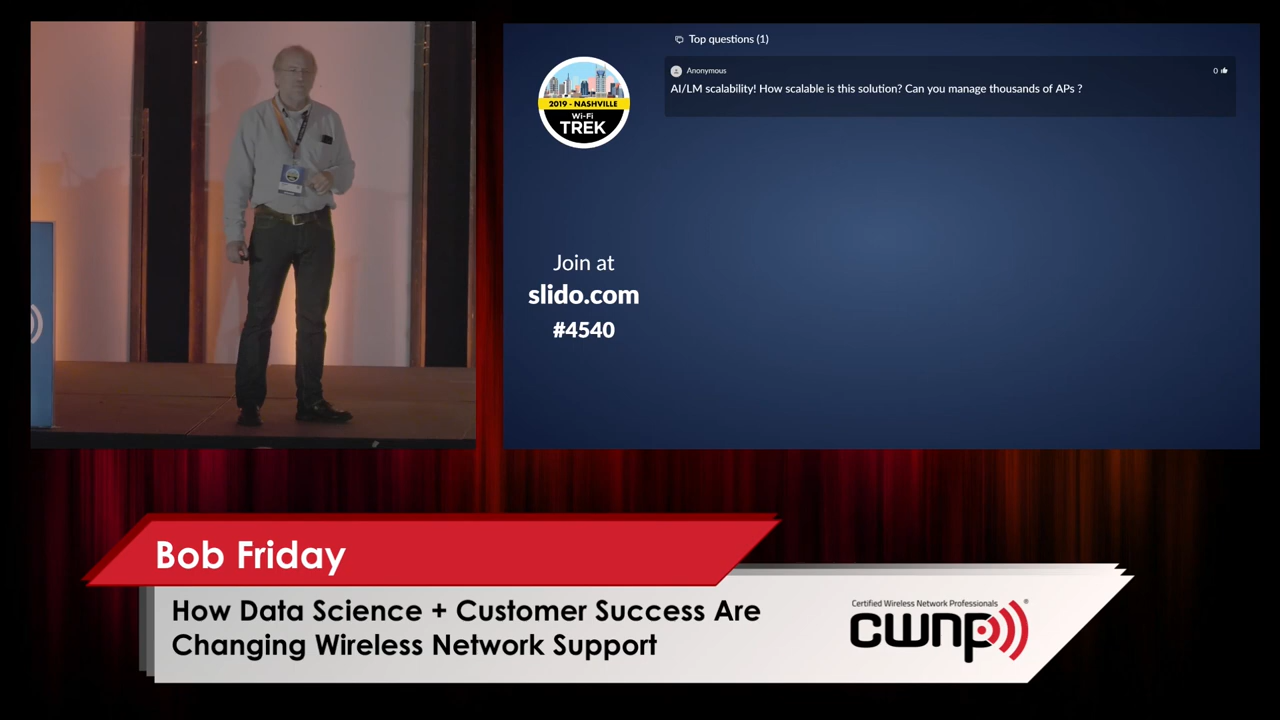 Top questions (1)
Anonymous
0
AI/LM scalability! How scalable is this solution? Can you manage thousands of APs ?
2019 - NASHVILLE
Wi-Fi
TREK
Join at
slido.com
#4540
Bob Friday
How Data Science + Customer Success Are
Changing Wireless Network Support
Certified Wireless Network Professionals
cwnp
®